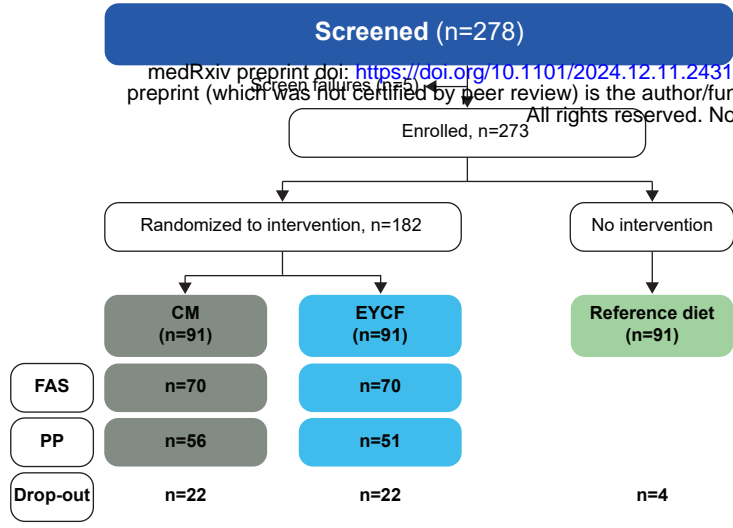 Screened (n=278)
medRxiv preprint doi: https://doi.org/10.1101/2024.12.11.2431
Screen failures (n=5)
preprint (which was not certified by peer review) is the author/fun
All rights reserved. No
Enrolled, n=273
Randomized to intervention, n=182
No intervention
CM
(n=91)
EYCF
(n=91)
Reference diet
(n=91)
FAS
n=70
n=70
PP
n=56
n=51
Drop-out
n=22
n=22
n=4